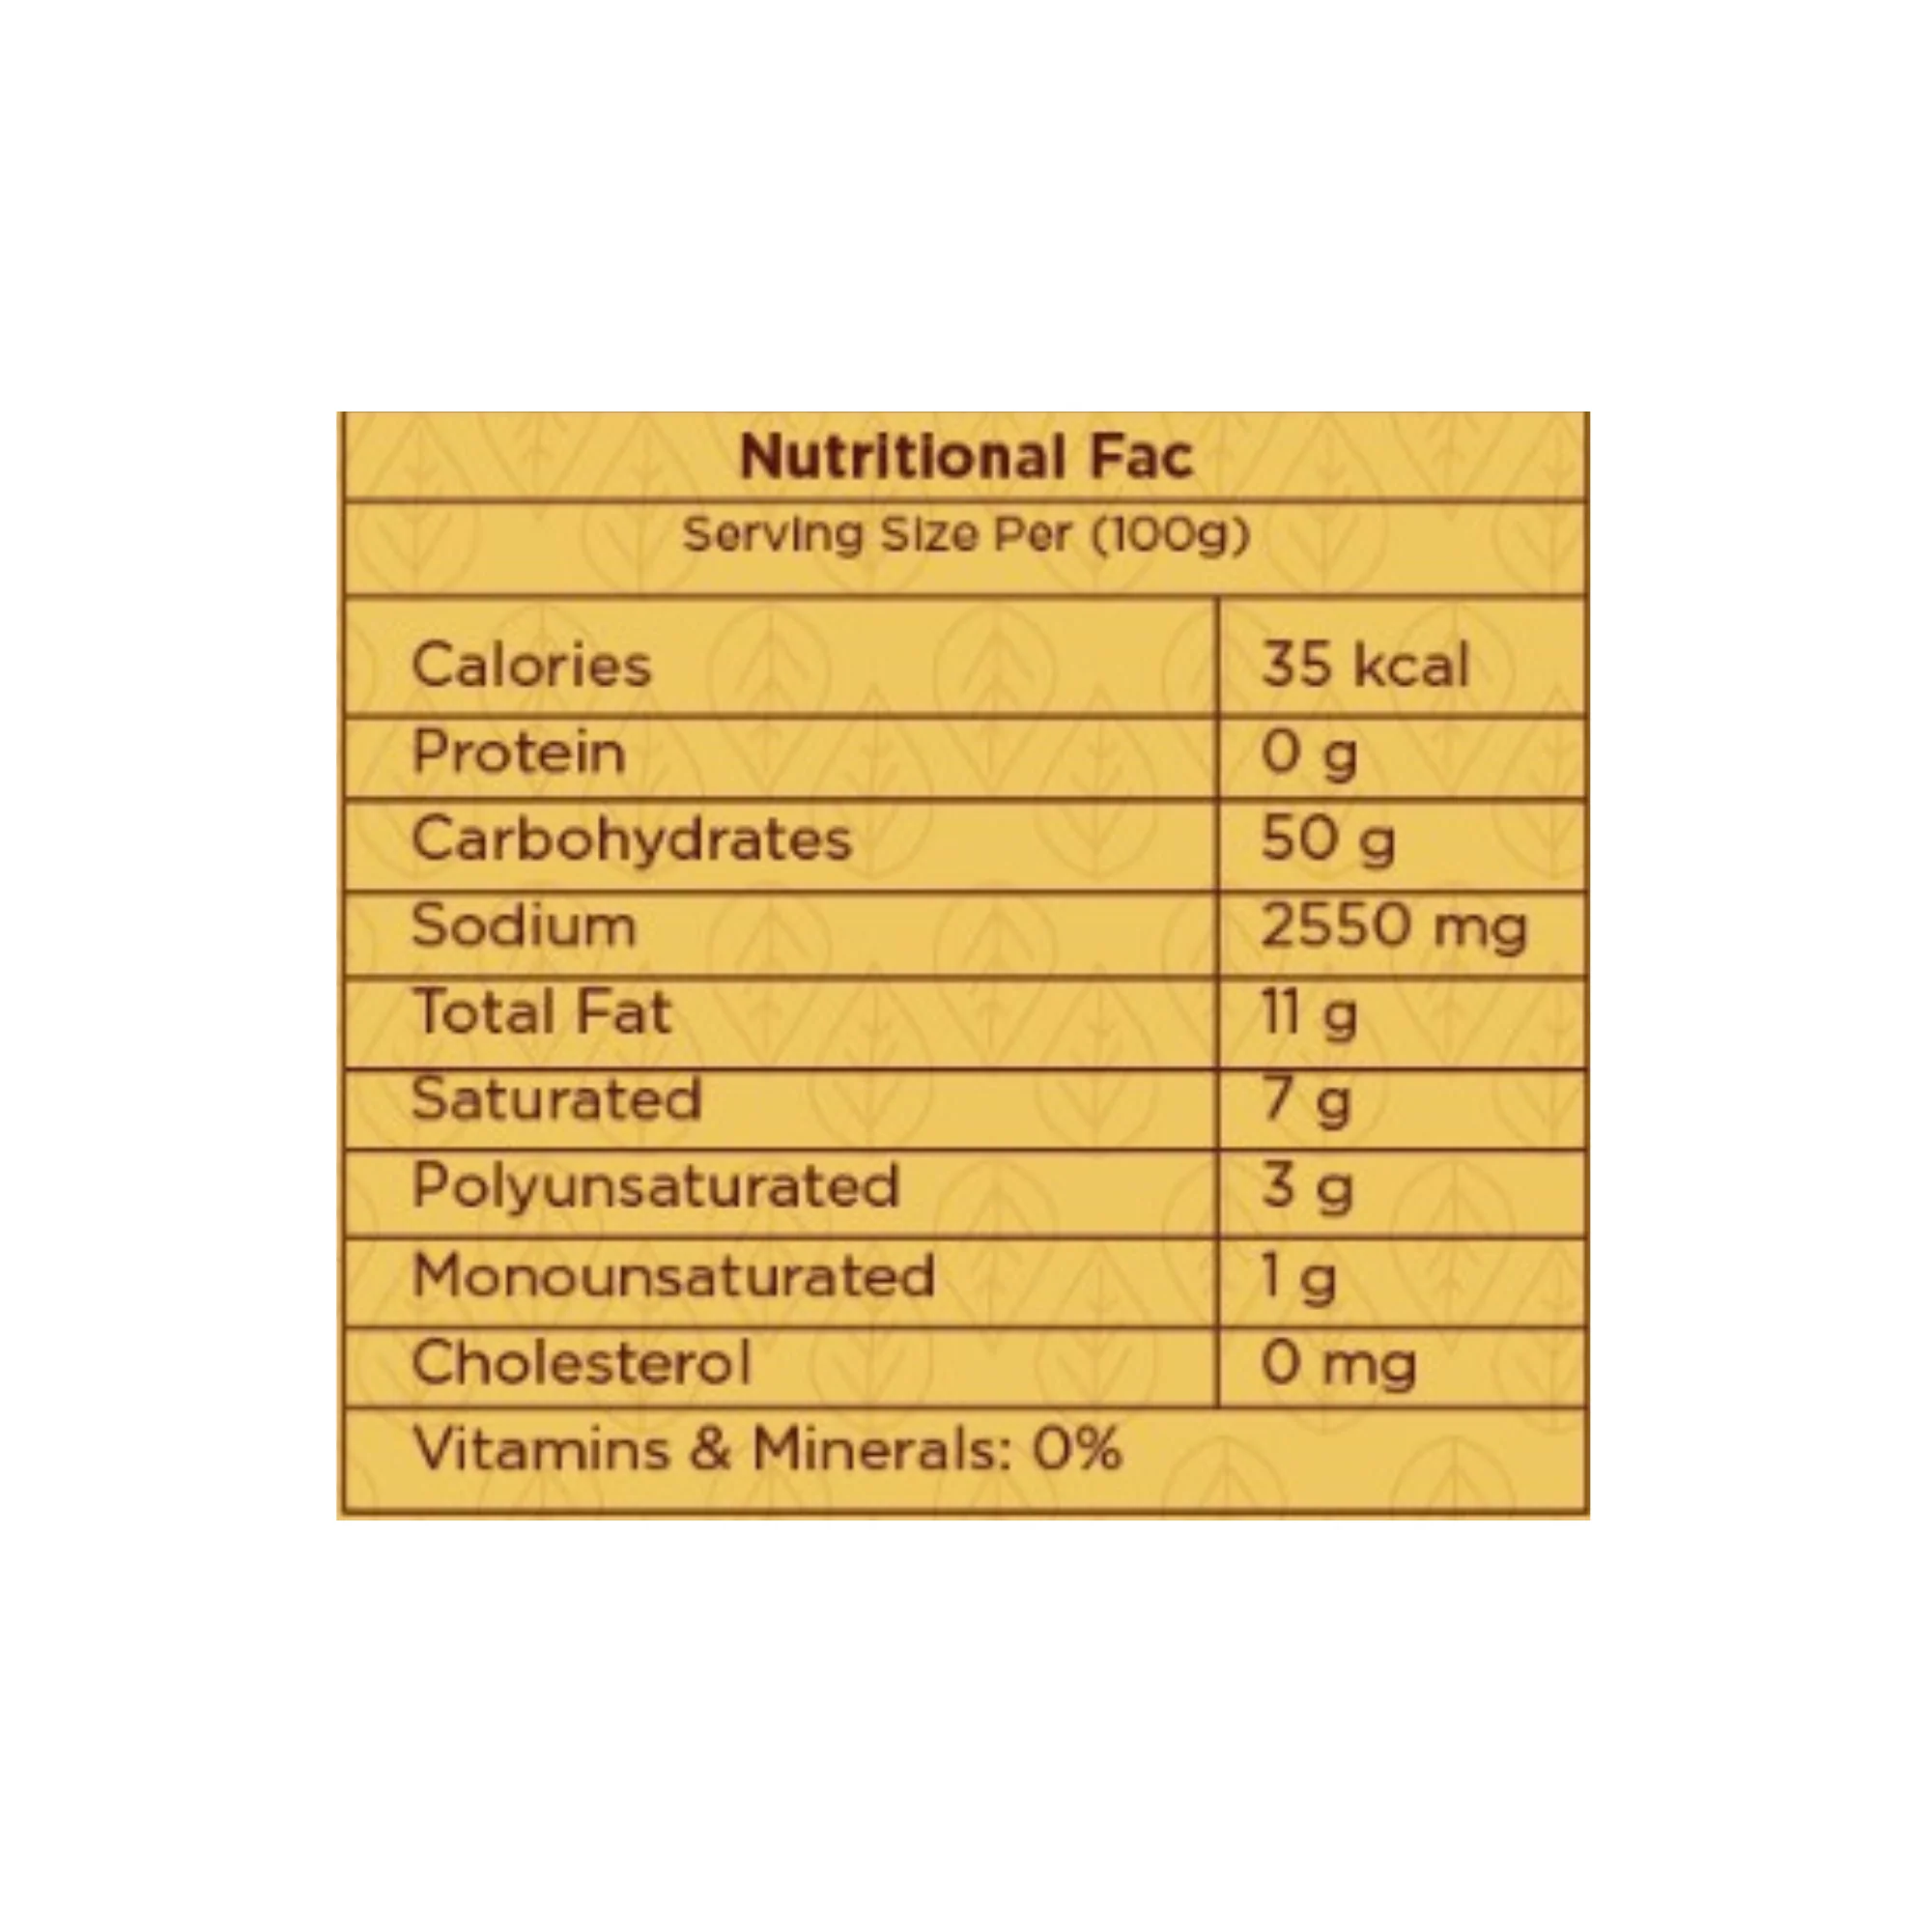 Nutritional Fac
Serving Size Per (100g)
Calories 35 kcal
Protein 0 g
Carbohydrates 50 g
Sodium 2550 mg
Total Fat 11 g
Saturated 7 g
Polyunsaturated 3 g
Monounsaturated 1 g
Cholesterol 0 mg
Vitamins & Minerals: 0%